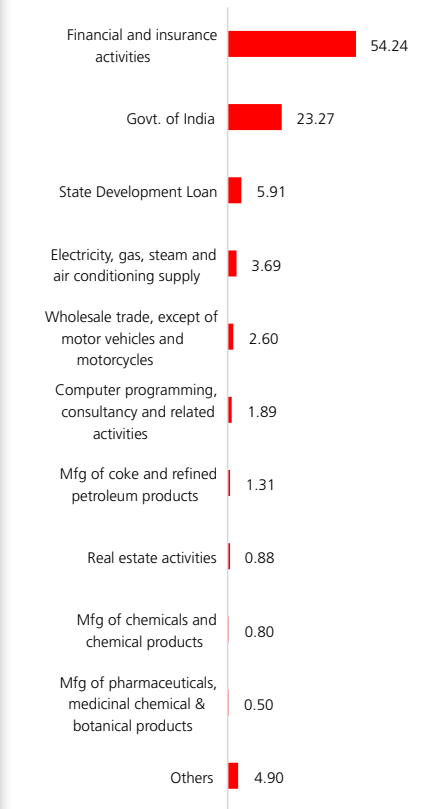 Financial and insurance
activities
54.24
Govt. of India
23.27
State Development Loan
5.91
Electricity, gas, steam and
air conditioning supply
3.69
Wholesale trade, except of
motor vehicles and
motorcycles
2.60
Computer programming,
consultancy and related
activities
1.89
Mfg of coke and refined
petroleum products
1.31
Real estate activities
0.88
Mfg of chemicals and
chemical products
0.80
Mfg of pharmaceuticals,
medicinal chemical &
botanical products
0.50
Others
4.90